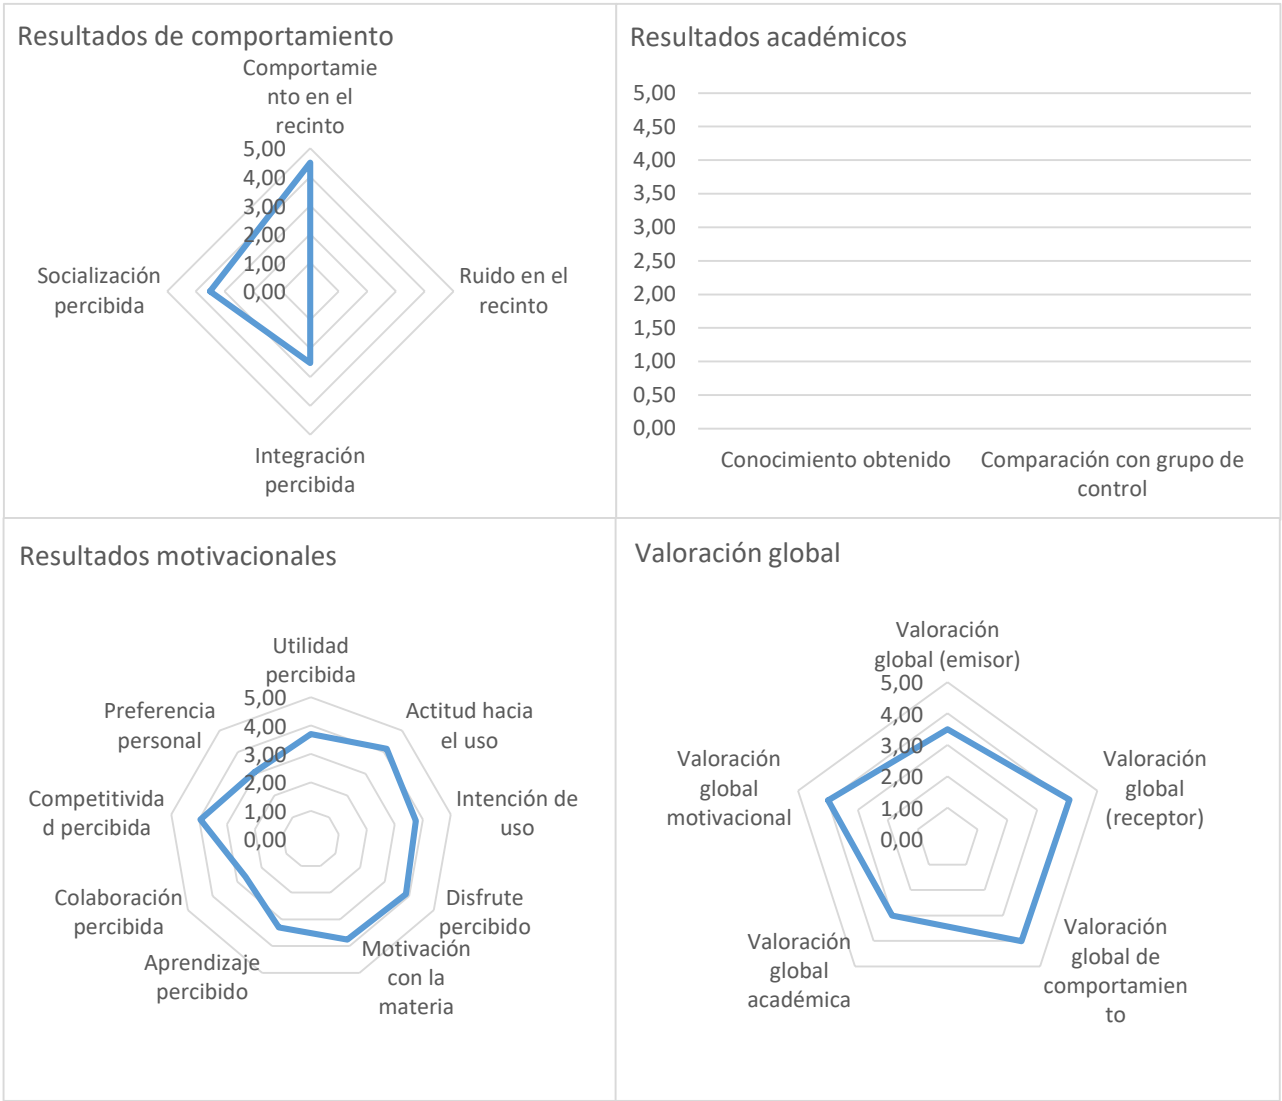 Resultados de comportamiento
Comportamie
nto en el
recinto
5,00
4,00
3,00
2,00
1,00
0,00
Socialización
percibida
Ruido en el
recinto
Integración
percibida
Resultados académicos
5,00
4,50
4,00
3,50
3,00
2,50
2,00
1,50
1,00
0,50
0,00
Conocimiento obtenido
Comparación con grupo de
control
Resultados motivacionales
Utilidad
percibida
5,00
4,00
3,00
2,00
1,00
0,00
Actitud hacia
el uso
Intención de
uso
Disfrute
percibido
Motivación
con la
materia
Aprendizaje
percibido
Colaboración
percibida
Competitivida
d percibida
Preferencia
personal
Valoración global
Valoración
global (emisor)
5,00
4,00
3,00
2,00
1,00
0,00
Valoración
global
(receptor)
Valoración
global de
comportamien
to
Valoración
global
académica
Valoración
global
motivacional